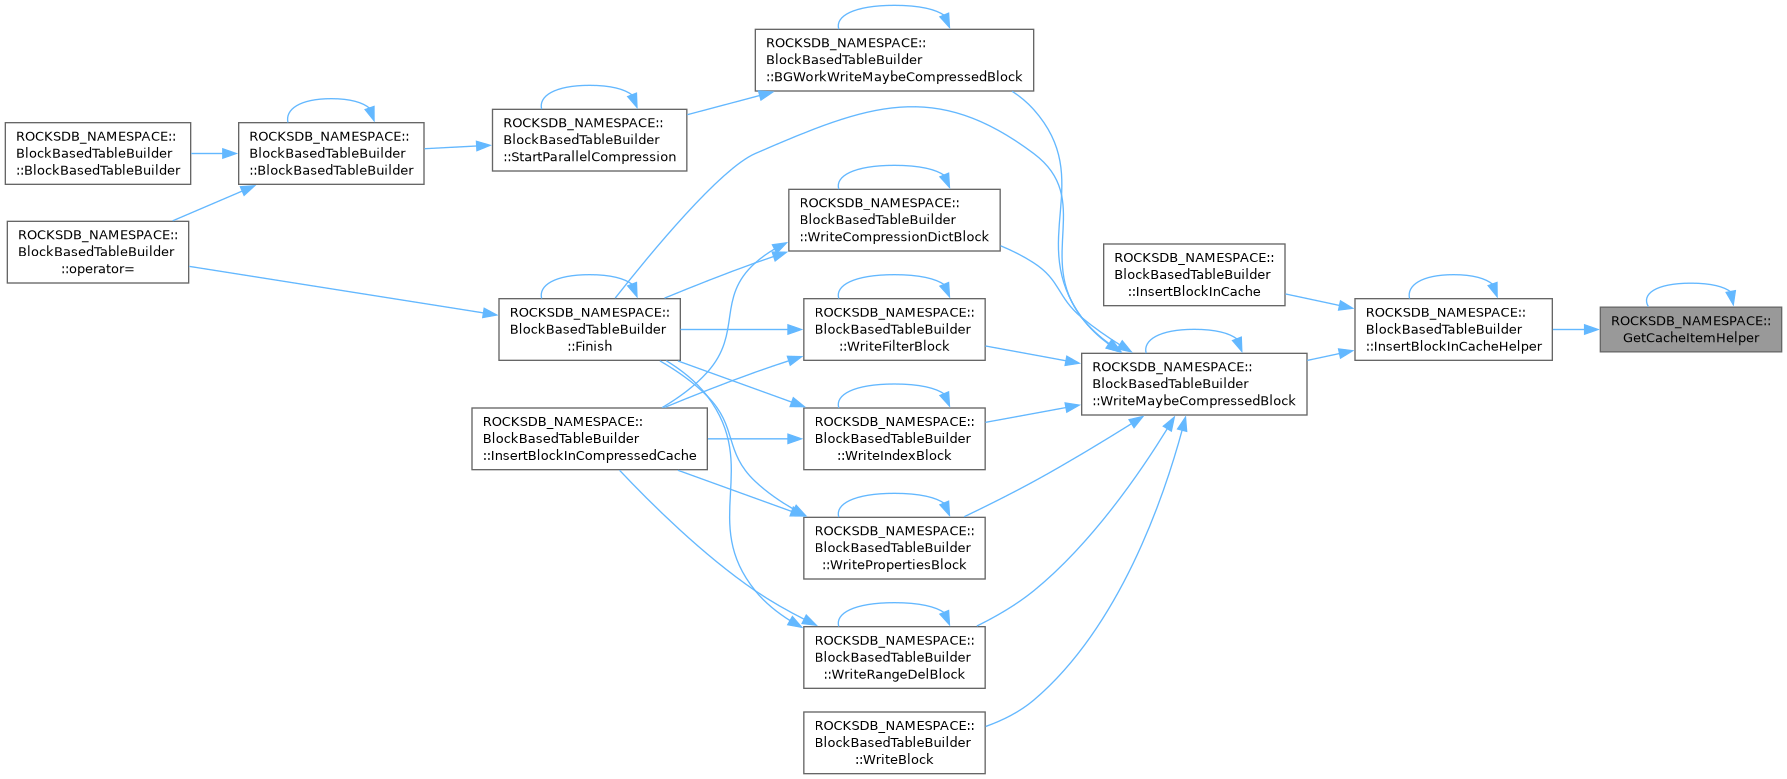 ROCKSDB_NAMESPACE::
BlockBasedTableBuilder
::BGWorkWriteMaybeCompressedBlock
ROCKSDB_NAMESPACE::
BlockBasedTableBuilder
::StartParallelCompression
ROCKSDB_NAMESPACE::
BlockBasedTableBuilder
::BlockBasedTableBuilder
ROCKSDB_NAMESPACE::
BlockBasedTableBuilder
::BlockBasedTableBuilder
ROCKSDB_NAMESPACE::
BlockBasedTableBuilder
::WriteCompressionDictBlock
ROCKSDB_NAMESPACE::
BlockBasedTableBuilder
::operator=
ROCKSDB_NAMESPACE::
BlockBasedTableBuilder
::InsertBlockInCache
ROCKSDB_NAMESPACE::
BlockBasedTableBuilder
::Finish
ROCKSDB_NAMESPACE::
BlockBasedTableBuilder
::WriteFilterBlock
ROCKSDB_NAMESPACE::
BlockBasedTableBuilder
::InsertBlockInCacheHelper
ROCKSDB_NAMESPACE::
GetCacheItemHelper
ROCKSDB_NAMESPACE::
BlockBasedTableBuilder
::WriteMaybeCompressedBlock
ROCKSDB_NAMESPACE::
BlockBasedTableBuilder
::InsertBlockInCompressedCache
ROCKSDB_NAMESPACE::
BlockBasedTableBuilder
::WriteIndexBlock
ROCKSDB_NAMESPACE::
BlockBasedTableBuilder
::WritePropertiesBlock
ROCKSDB_NAMESPACE::
BlockBasedTableBuilder
::WriteRangeDelBlock
ROCKSDB_NAMESPACE::
BlockBasedTableBuilder
::WriteBlock